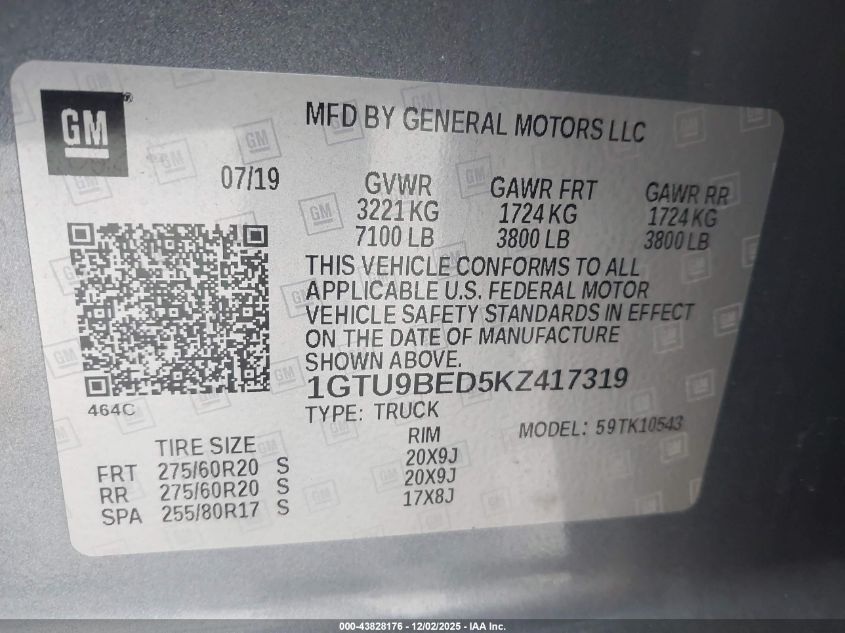 GM
MFD BY GENERAL MOTORS LLC
07/19
GVWR GAWR FRT GAWR RR
3221 KG 1724 KG 1724 KG
7100 LB 3800 LB 3800 LB
THIS VEHICLE CONFORMS TO ALL
APPLICABLE U.S. FEDERAL MOTOR
VEHICLE SAFETY STANDARDS IN EFFECT
ON THE DATE OF MANUFACTURE
SHOWN ABOVE.
1GTU9BED5KZ417319
464C
TYPE: TRUCK
MODEL: 59TK10543
TIRE SIZE RIM
FRT 275/60R20 S 20X9J
RR 275/60R20 S 20X9J
SPA 255/80R17 S 17X8J
000-43828176 - 12/02/2025 - IAA Inc.